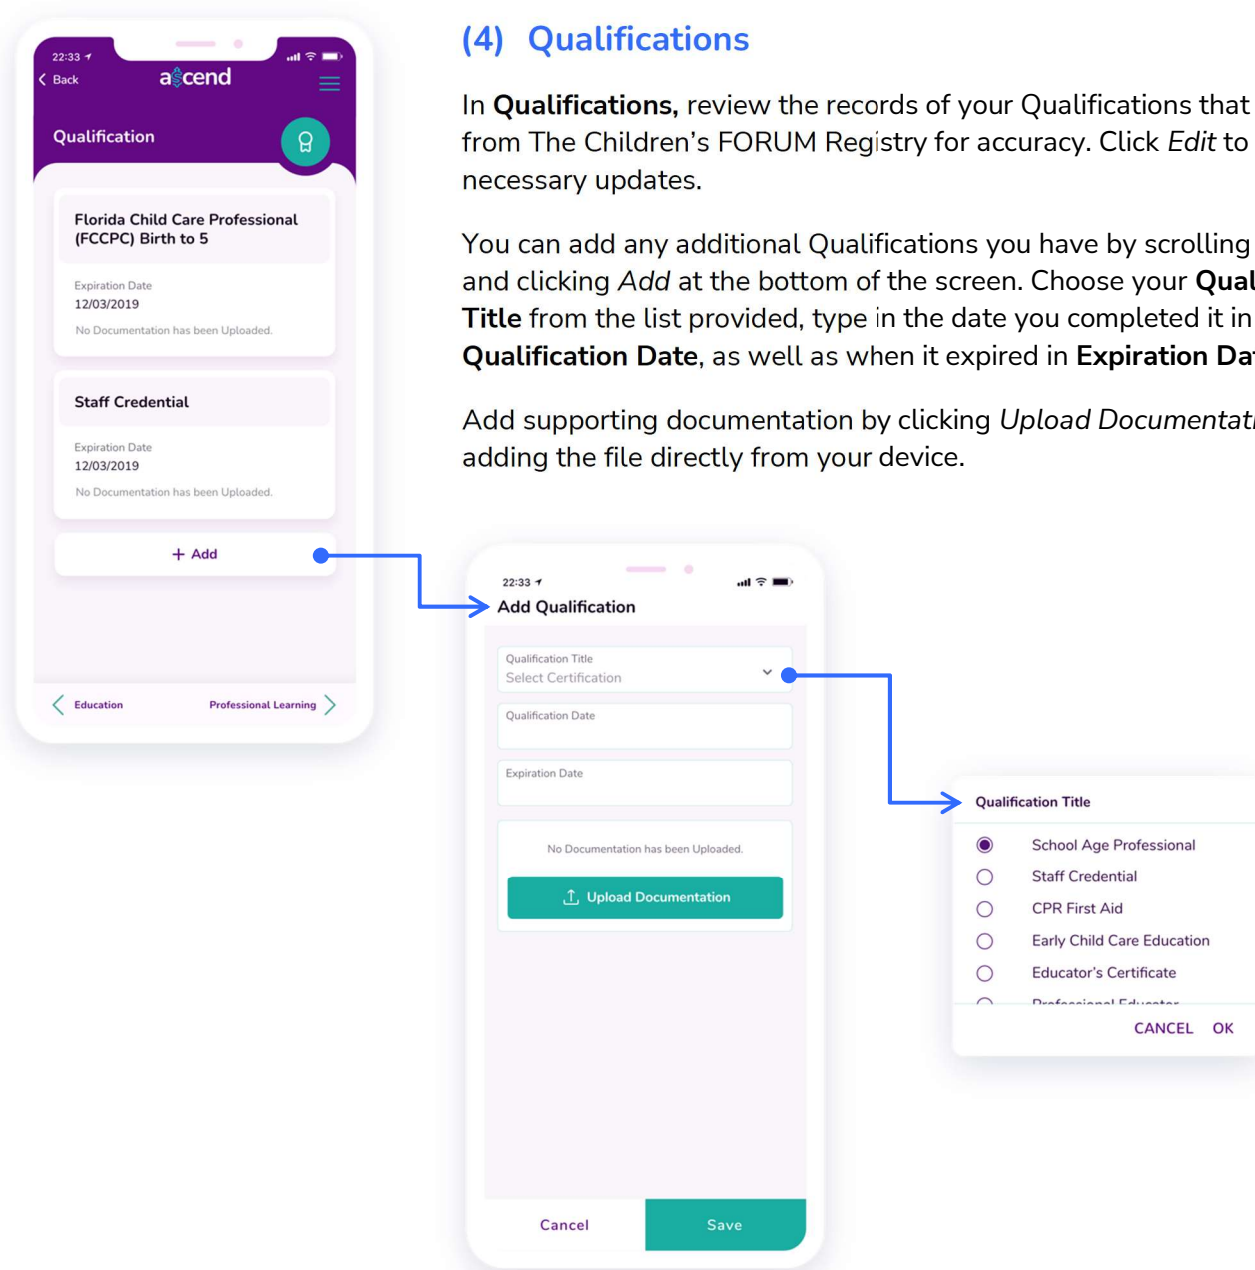 22:33
Back
ascend
Qualification
Florida Child Care Professional
(FCCPC) Birth to 5
Expiration Date
12/03/2019
No Documentation has been Uploaded.
Staff Credential
Expiration Date
12/03/2019
No Documentation has been Uploaded.
+ Add
Education
Professional Learning
(4) Qualifications
In Qualifications, review the records of your Qualifications that
from The Children's FORUM Registry for accuracy. Click Edit to
necessary updates.
You can add any additional Qualifications you have by scrolling
and clicking Add at the bottom of the screen. Choose your Qual
Title from the list provided, type in the date you completed it in
Qualification Date, as well as when it expired in Expiration Da
Add supporting documentation by clicking Upload Documentati
adding the file directly from your device.
22:33
Add Qualification
Qualification Title
Select Certification
Qualification Date
Expiration Date
No Documentation has been Uploaded.
Upload Documentation
Cancel
Save
Qualification Title
School Age Professional
Staff Credential
CPR First Aid
Early Child Care Education
Educator's Certificate
Professional Educator
CANCEL OK